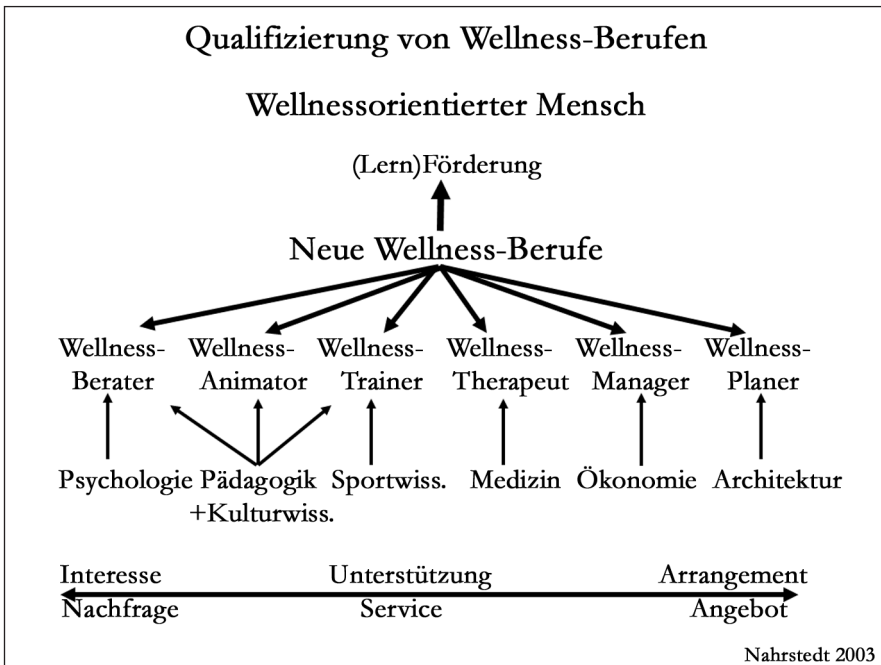 Qualifizierung von Wellness-Berufen
Wellnessorientierter Mensch
(Lern)Förderung
Neue Wellness-Berufe
Wellness- Wellness- Wellness- Wellness- Wellness- Wellness-
Berater Animator Trainer Therapeut Manager Planer
Psychologie Pädagogik Sportwiss. Medizin Ökonomie Architektur
+Kulturwiss.
Interesse Unterstützung Arrangement
Nachfrage Service Angebot
Nahrstedt 2003